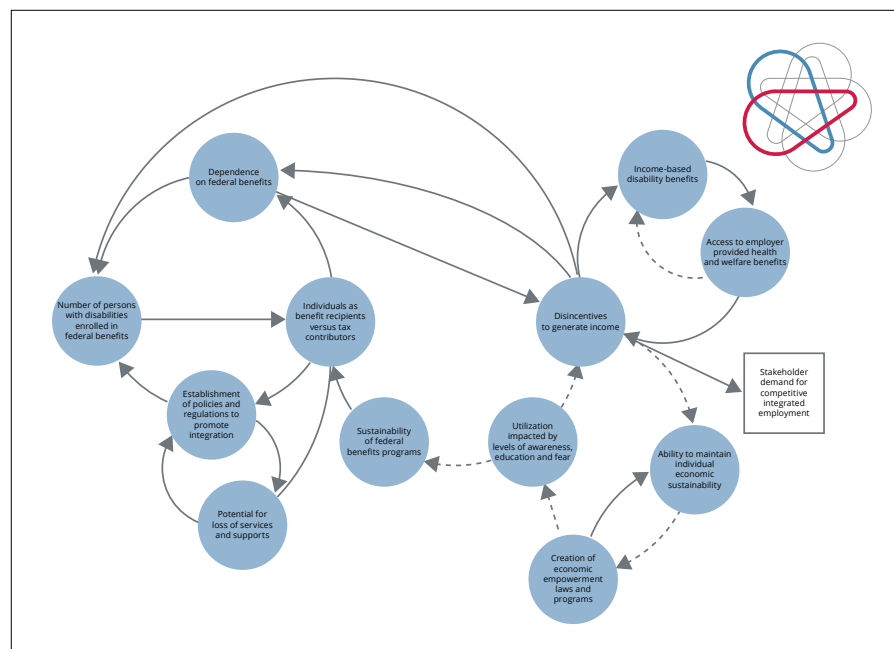 Dependence
on federal benefits
Income-based
disability benefits
Access to employer
provided health
and welfare benefits
Number of persons
with disabilities
enrolled in
federal benefits
Individuals as
benefit recipients
versus tax
contributors
Disincentives
to generate income
Stakeholder
demand for
competitive
integrated
employment
Establishment
of policies and
regulations to
promote
integration
Sustainability
of federal
benefits programs
Utilization
impacted by
levels of awareness,
education and fear
Ability to maintain
individual
economic
sustainability
Potential for
loss of services
and supports
Creation of
economic
empowerment
laws and
programs